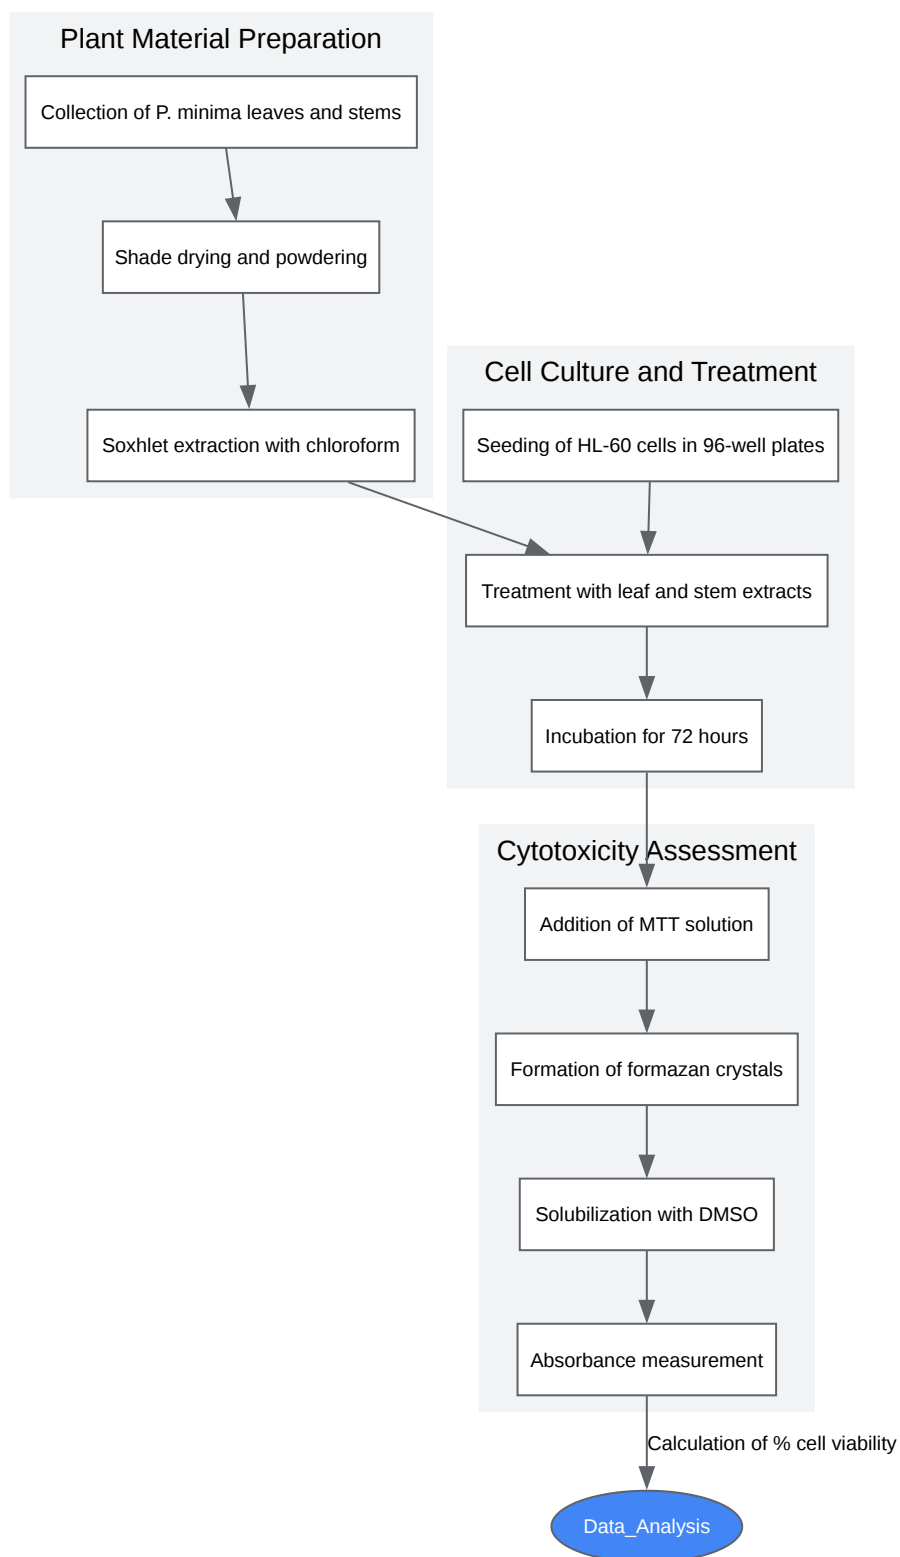 Plant Material Preparation
Collection of P. minima leaves and stems
Shade drying and powdering
Soxhlet extraction with chloroform
Cell Culture and Treatment
Seeding of HL-60 cells in 96-well plates
Treatment with leaf and stem extracts
Incubation for 72 hours
Cytotoxicity Assessment
Addition of MTT solution
Formation of formazan crystals
Solubilization with DMSO
Absorbance measurement
Calculation of % cell viability
Data_Analysis